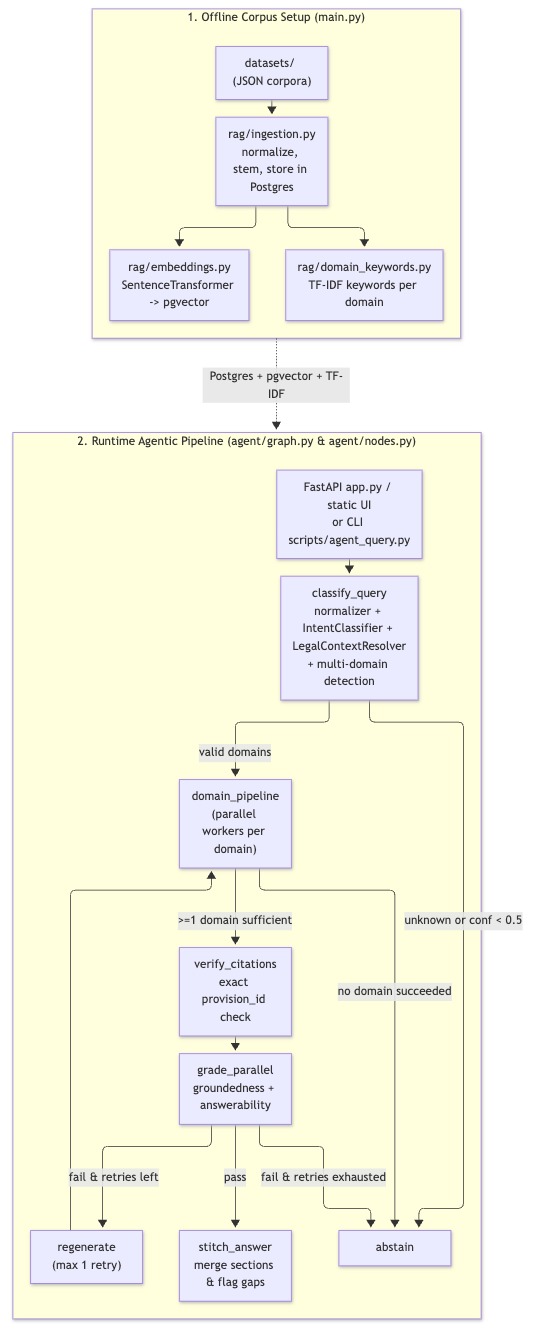 1. Offline Corpus Setup (main.py)
datasets/
(JSON corpora)
rag/ingestion.py
normalize,
stem, store in
Postgres
rag/embeddings.py
SentenceTransformer
-> pgvector
rag/domain_keywords.py
TF-IDF keywords per
domain
Postgres + pgvector + TF-
IDF
2. Runtime Agentic Pipeline (agent/graph.py & agent/nodes.py)
FastAPI app.py /
static UI
or CLI
scripts/agent_query.py
classify_query
normalizer +
IntentClassifier +
LegalContextResolver
+ multi-domain
detection
valid domains
domain_pipeline
(parallel
workers per
domain)
>=1 domain sufficient
unknown or conf < 0.5
verify_citations
exact
provision_id
check
no domain succeeded
grade_parallel
groundedness +
answerability
fail & retries left
pass
fail & retries exhausted
regenerate
(max 1 retry)
stitch_answer
merge sections
& flag gaps
abstain